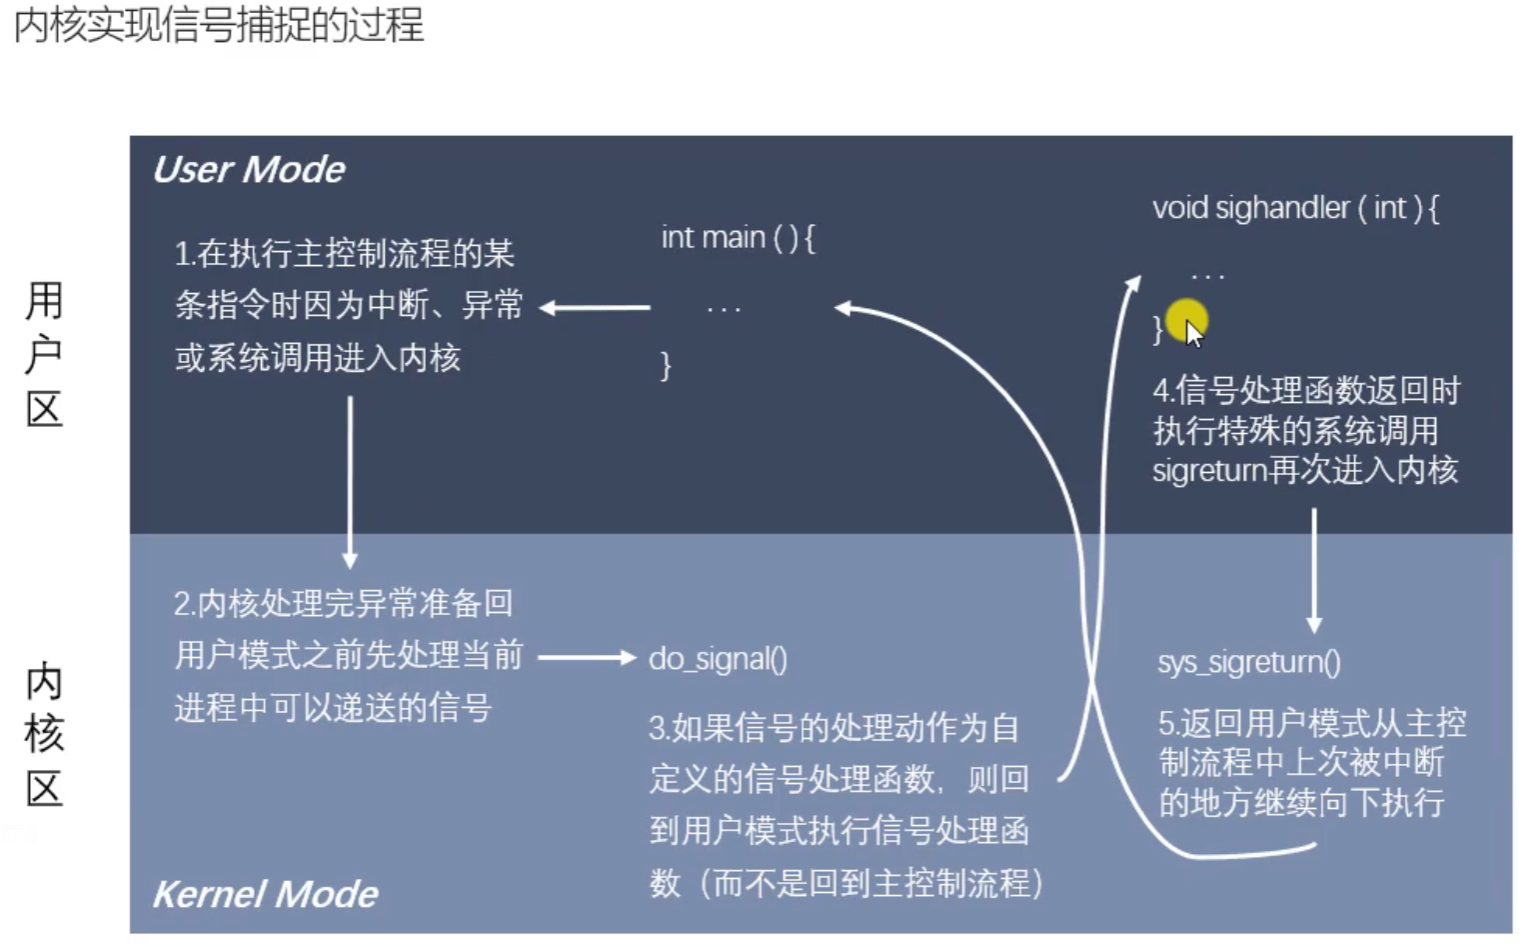 内核实现信号捕捉的过程
User Mode
用
户
区
1.在执行主控制流程的某
条指令时因为中断、异常
或系统调用进入内核
int main ( ) {
...
}
void sighandler ( int ) {
...
}
4.信号处理函数返回时
执行特殊的系统调用
sigreturn再次进入内核
内
核
区
2.内核处理完异常准备回
用户模式之前先处理当前
进程中可以递送的信号
do_signal()
3.如果信号的处理动作为自
定义的信号处理函数，则回
到用户模式执行信号处理函
数（而不是回到主控制流程）
sys_sigreturn()
5.返回用户模式从主控
制流程中上次被中断
的地方继续向下执行
Kernel Mode